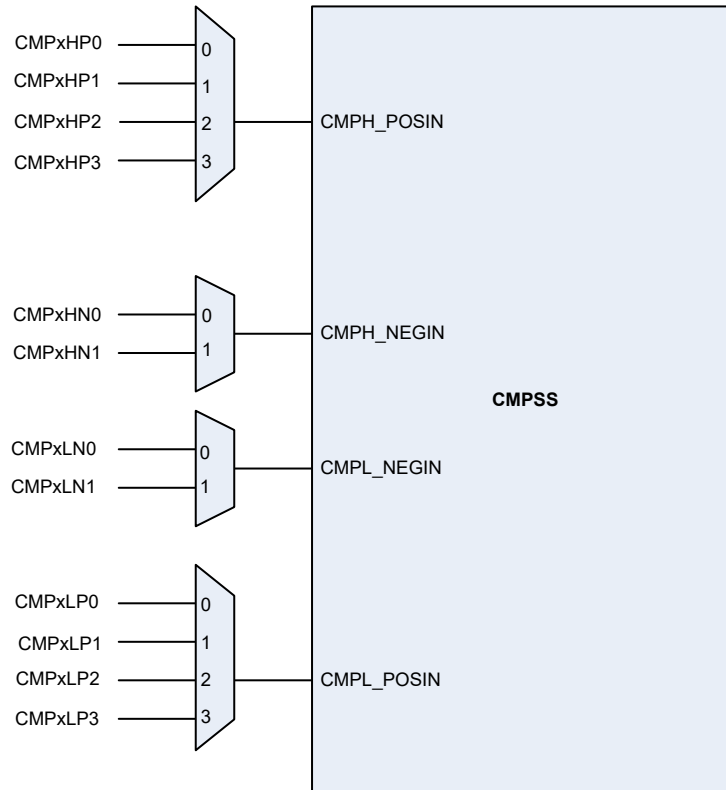 CMPxHP0
0
CMPxHP1
1
CMPxHP2
2
CMPH_POSIN
CMPxHP3
3
CMPxHN0
0
CMPH_NEGIN
CMPxHN1
1
CMPSS
CMPxLN0
0
CMPL_NEGIN
CMPxLN1
1
CMPxLP0
0
CMPxLP1
1
CMPxLP2
2
CMPL_POSIN
CMPxLP3
3